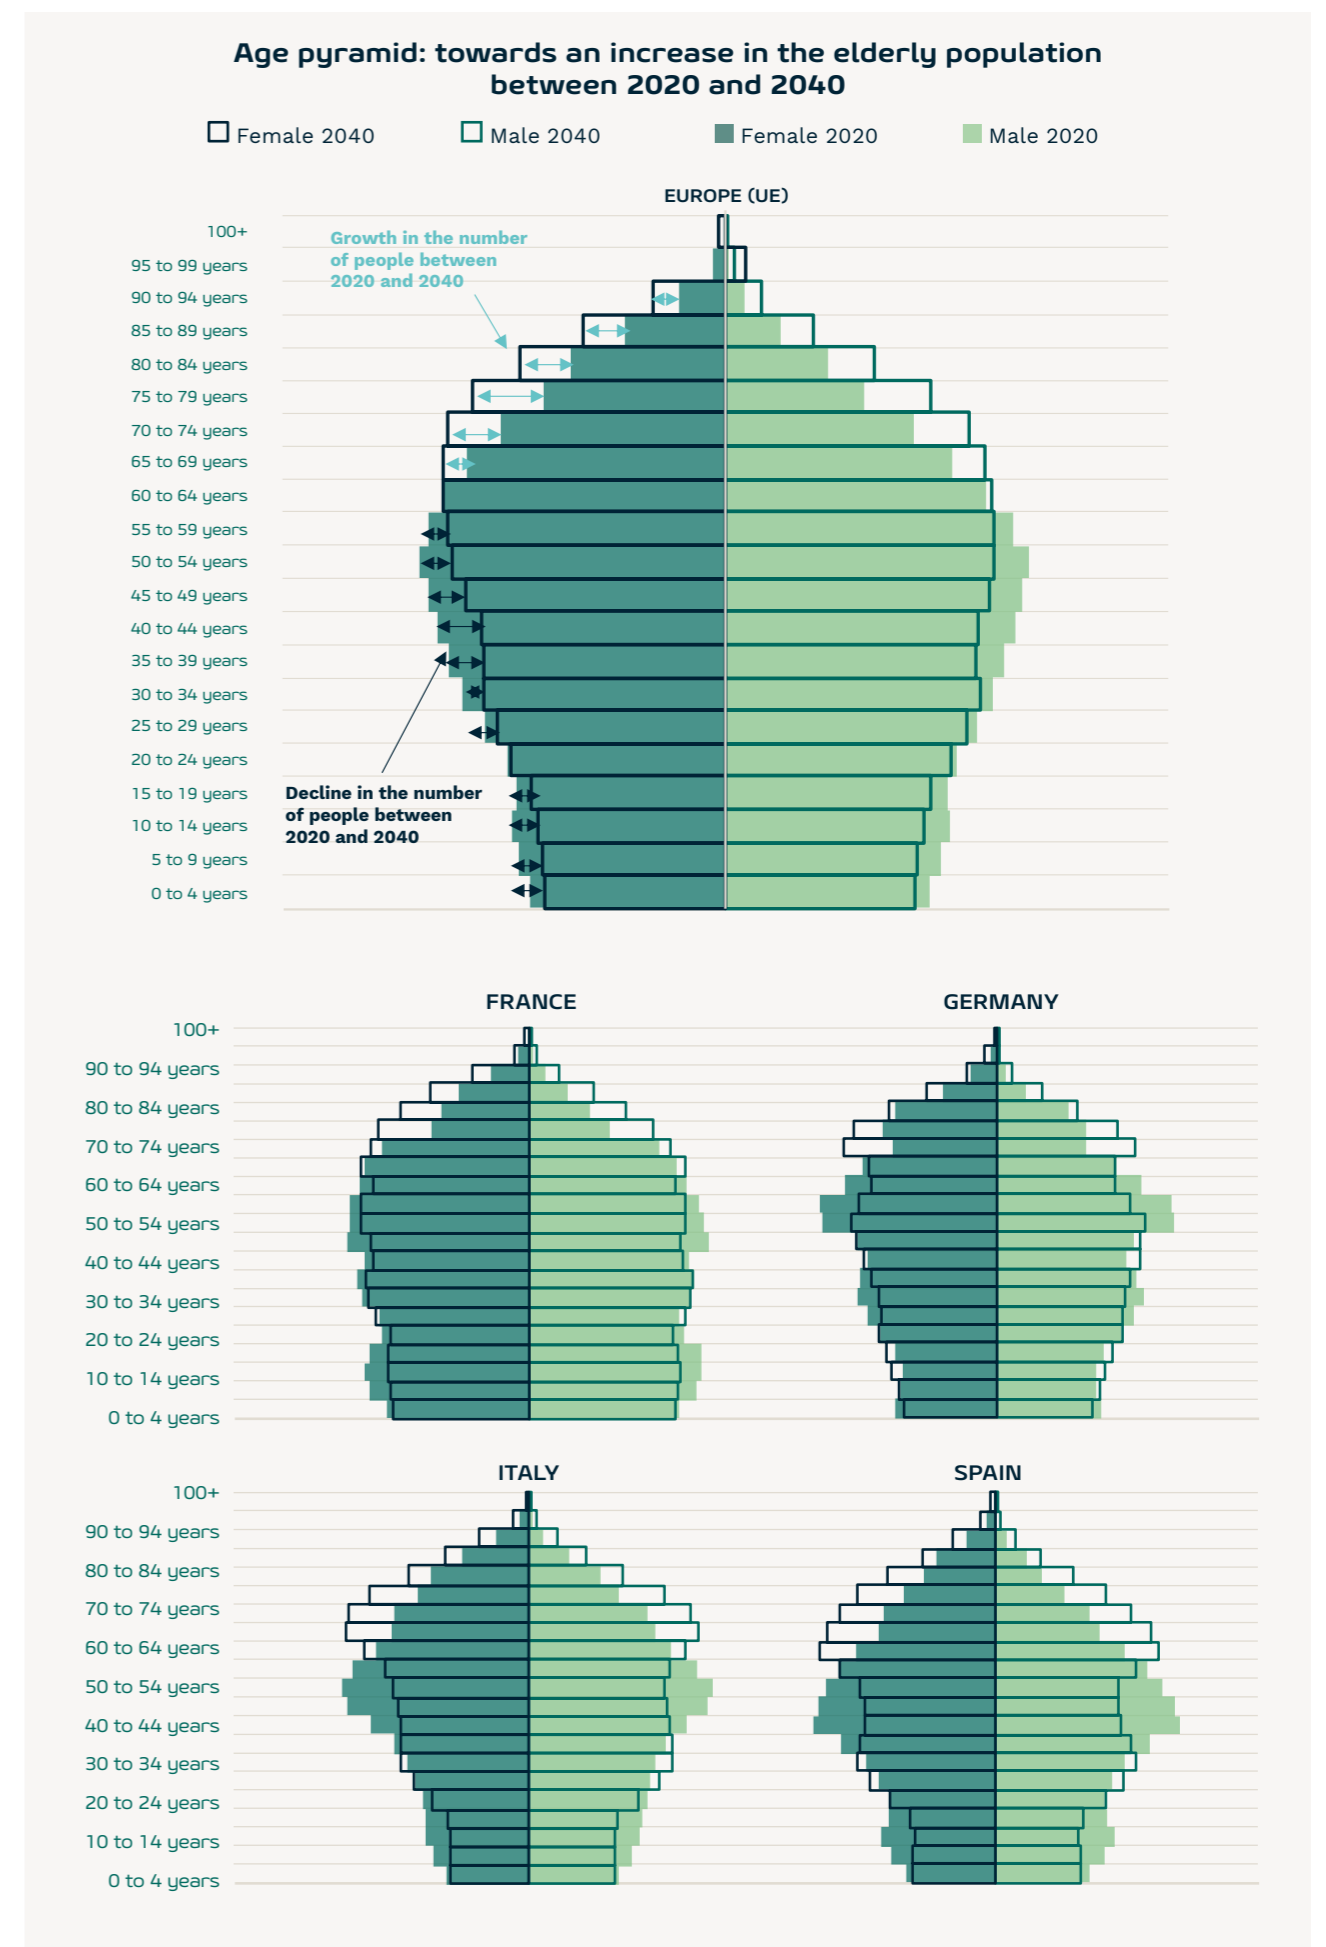 Age pyramid: towards an increase in the elderly population
between 2020 and 2040
Female 2040
Male 2040
Female 2020
Male 2020
EUROPE (UE)
100+
95 to 99 years
90 to 94 years
85 to 89 years
80 to 84 years
75 to 79 years
70 to 74 years
65 to 69 years
60 to 64 years
55 to 59 years
50 to 54 years
45 to 49 years
40 to 44 years
35 to 39 years
30 to 34 years
25 to 29 years
20 to 24 years
15 to 19 years
10 to 14 years
5 to 9 years
0 to 4 years
Growth in the number
of people between
2020 and 2040
Decline in the number
of people between
2020 and 2040
FRANCE
GERMANY
100+
90 to 94 years
80 to 84 years
70 to 74 years
60 to 64 years
50 to 54 years
40 to 44 years
30 to 34 years
20 to 24 years
10 to 14 years
0 to 4 years
ITALY
SPAIN
100+
90 to 94 years
80 to 84 years
70 to 74 years
60 to 64 years
50 to 54 years
40 to 44 years
30 to 34 years
20 to 24 years
10 to 14 years
0 to 4 years